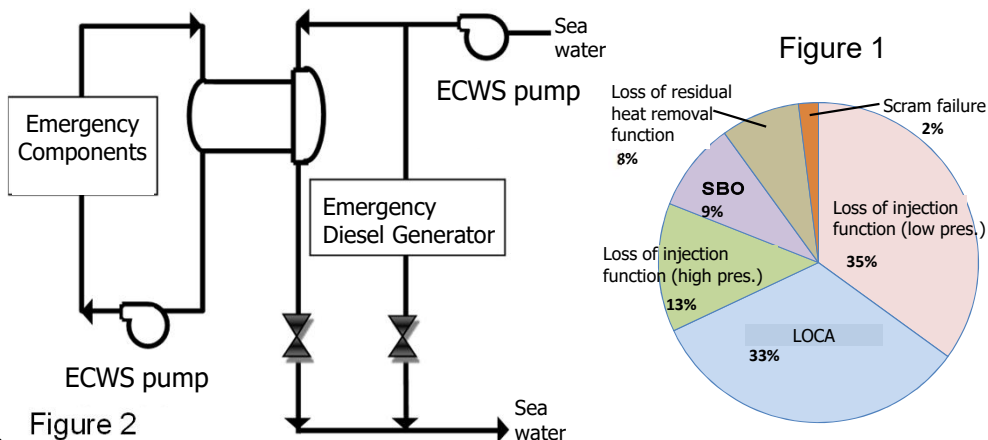 Sea
water
ECWS pump
Emergency
Components
Emergency
Diesel Generator
ECWS pump
Sea
water
Figure 2
Figure 1
Loss of residual
heat removal
function
8%
Scram failure
2%
SBO
9%
Loss of injection
function (low pres.)
35%
Loss of injection
function (high pres.)
13%
LOCA
33%